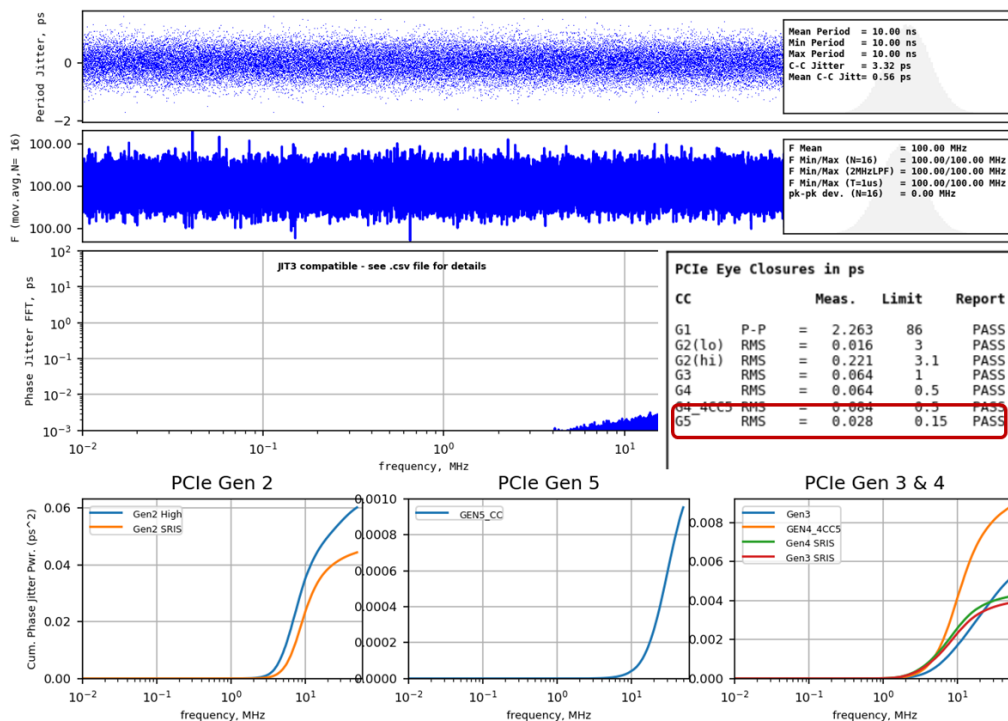 Period Jitter, ps
0
−2
Mean Period = 10.00 ns
Min Period = 10.00 ns
Max Period = 10.00 ns
C-C Jitter = 3.32 ps
Mean C-C Jitt= 0.56 ps
F (mov.avg,N= 16)
100.00
100.00
100.00
F Mean = 100.00 MHz
F Min/Max (N=16) = 100.00/100.00 MHz
F Min/Max (2MHzLPF) = 100.00/100.00 MHz
F Min/Max (T=1us) = 100.00/100.00 MHz
pk-pk dev. (N=16) = 0.00 MHz
JIT3 compatible - see .csv file for details
Phase Jitter FFT, ps
10^2
10^1
10^0
10^−1
10^−2
10^−3
10^−2 10^−1 10^0 10^1
frequency, MHz
PCIe Eye Closures in ps
CC Meas. Limit Report
G1 P-P = 2.263 86 PASS
G2(lo) RMS = 0.016 3 PASS
G2(hi) RMS = 0.221 3.1 PASS
G3 RMS = 0.064 1 PASS
G4 RMS = 0.064 0.5 PASS
G4_4CC5 RMS = 0.084 0.5 PASS
G5 RMS = 0.028 0.15 PASS
PCIe Gen 2
Cum. Phase Jitter Pwr. (ps^2)
0.06
0.04
0.02
0.00
Gen2 High
Gen2 SRIS
10^−2 10^−1 10^0 10^1
frequency, MHz
PCIe Gen 5
0.0010
0.0008
0.0006
0.0004
0.0002
0.0000
GEN5_CC
10^−2 10^−1 10^0 10^1
frequency, MHz
PCIe Gen 3 & 4
0.008
0.006
0.004
0.002
0.000
Gen3
GEN4_4CC5
Gen4 SRIS
Gen3 SRIS
10^−2 10^−1 10^0 10^1
frequency, MHz